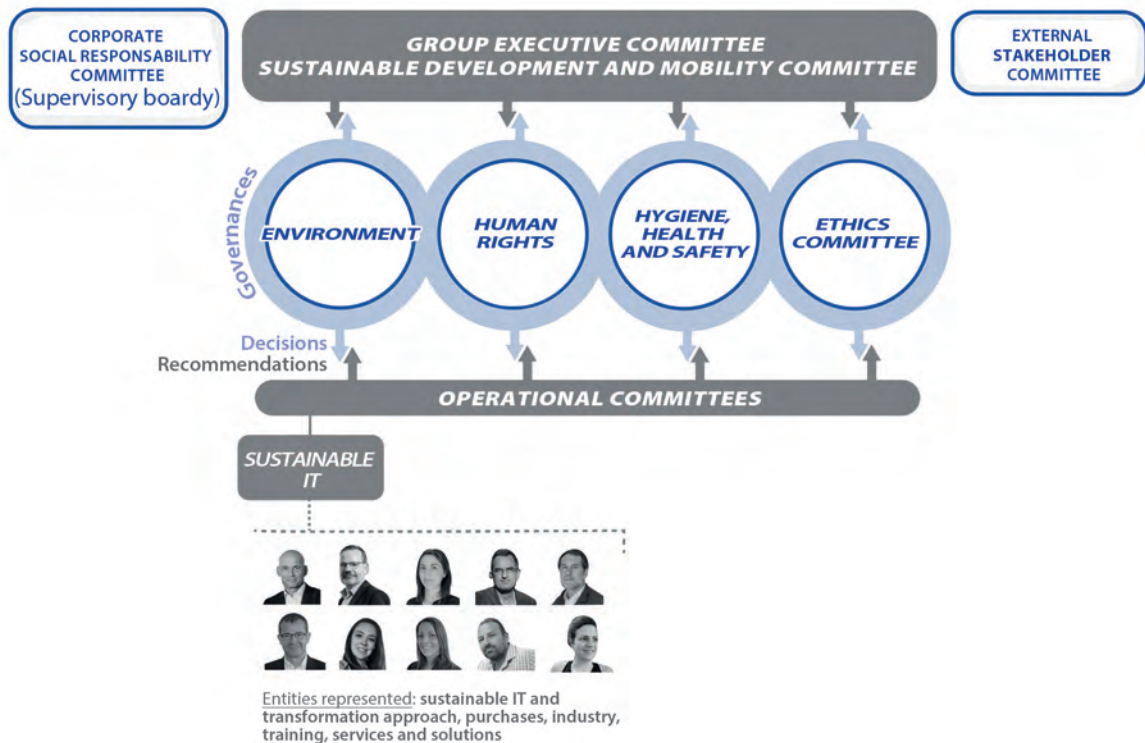 CORPORATE
SOCIAL RESPONSABILITY
COMMITTEE
(Supervisory boardy)
GROUP EXECUTIVE COMMITTEE
SUSTAINABLE DEVELOPMENT AND MOBILITY COMMITTEE
EXTERNAL
STAKEHOLDER
COMMITTEE
Governances
ENVIRONMENT
HUMAN
RIGHTS
HYGIENE,
HEALTH
AND SAFETY
ETHICS
COMMITTEE
Decisions
Recommendations
OPERATIONAL COMMITTEES
SUSTAINABLE
IT
Entities represented: sustainable IT and
transformation approach, purchases, industry,
training, services and solutions